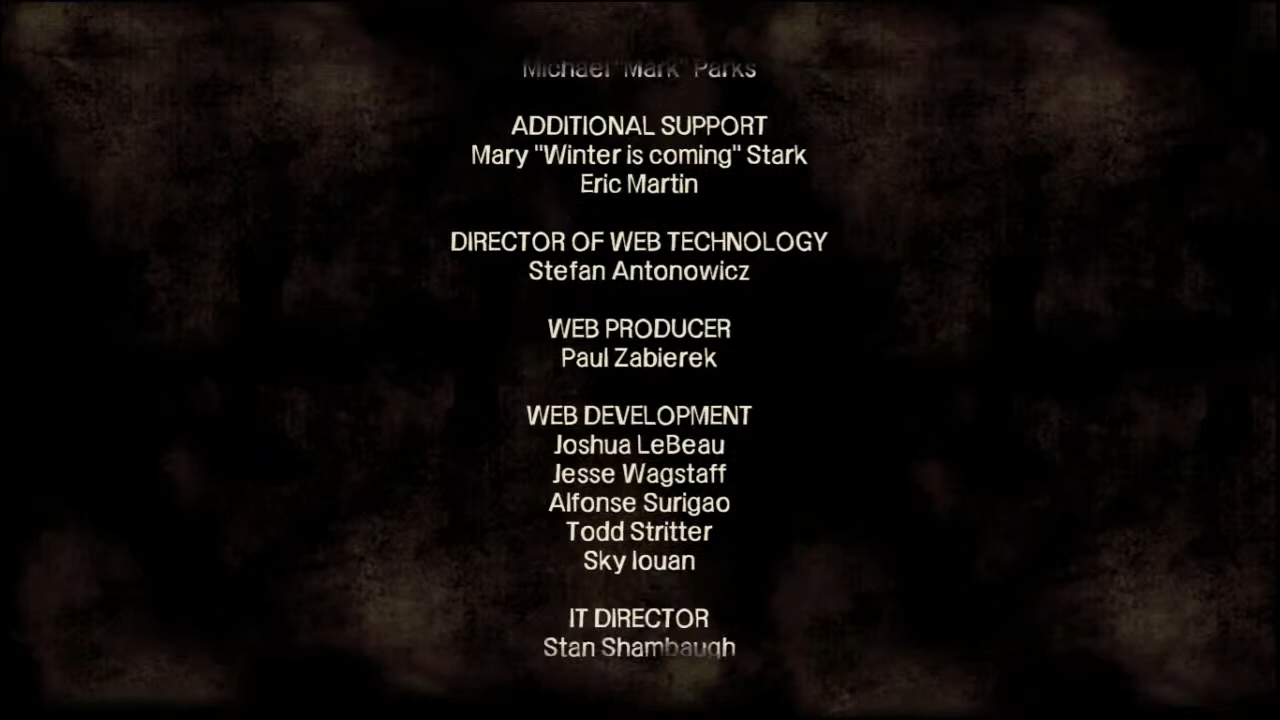 Michael "Mark" Parks
ADDITIONAL SUPPORT
Mary "Winter is coming" Stark
Eric Martin
DIRECTOR OF WEB TECHNOLOGY
Stefan Antonowicz
WEB PRODUCER
Paul Zabierek
WEB DEVELOPMENT
Joshua LeBeau
Jesse Wagstaff
Alfonse Surigao
Todd Stritter
Sky Iouan
IT DIRECTOR
Stan Shambaugh